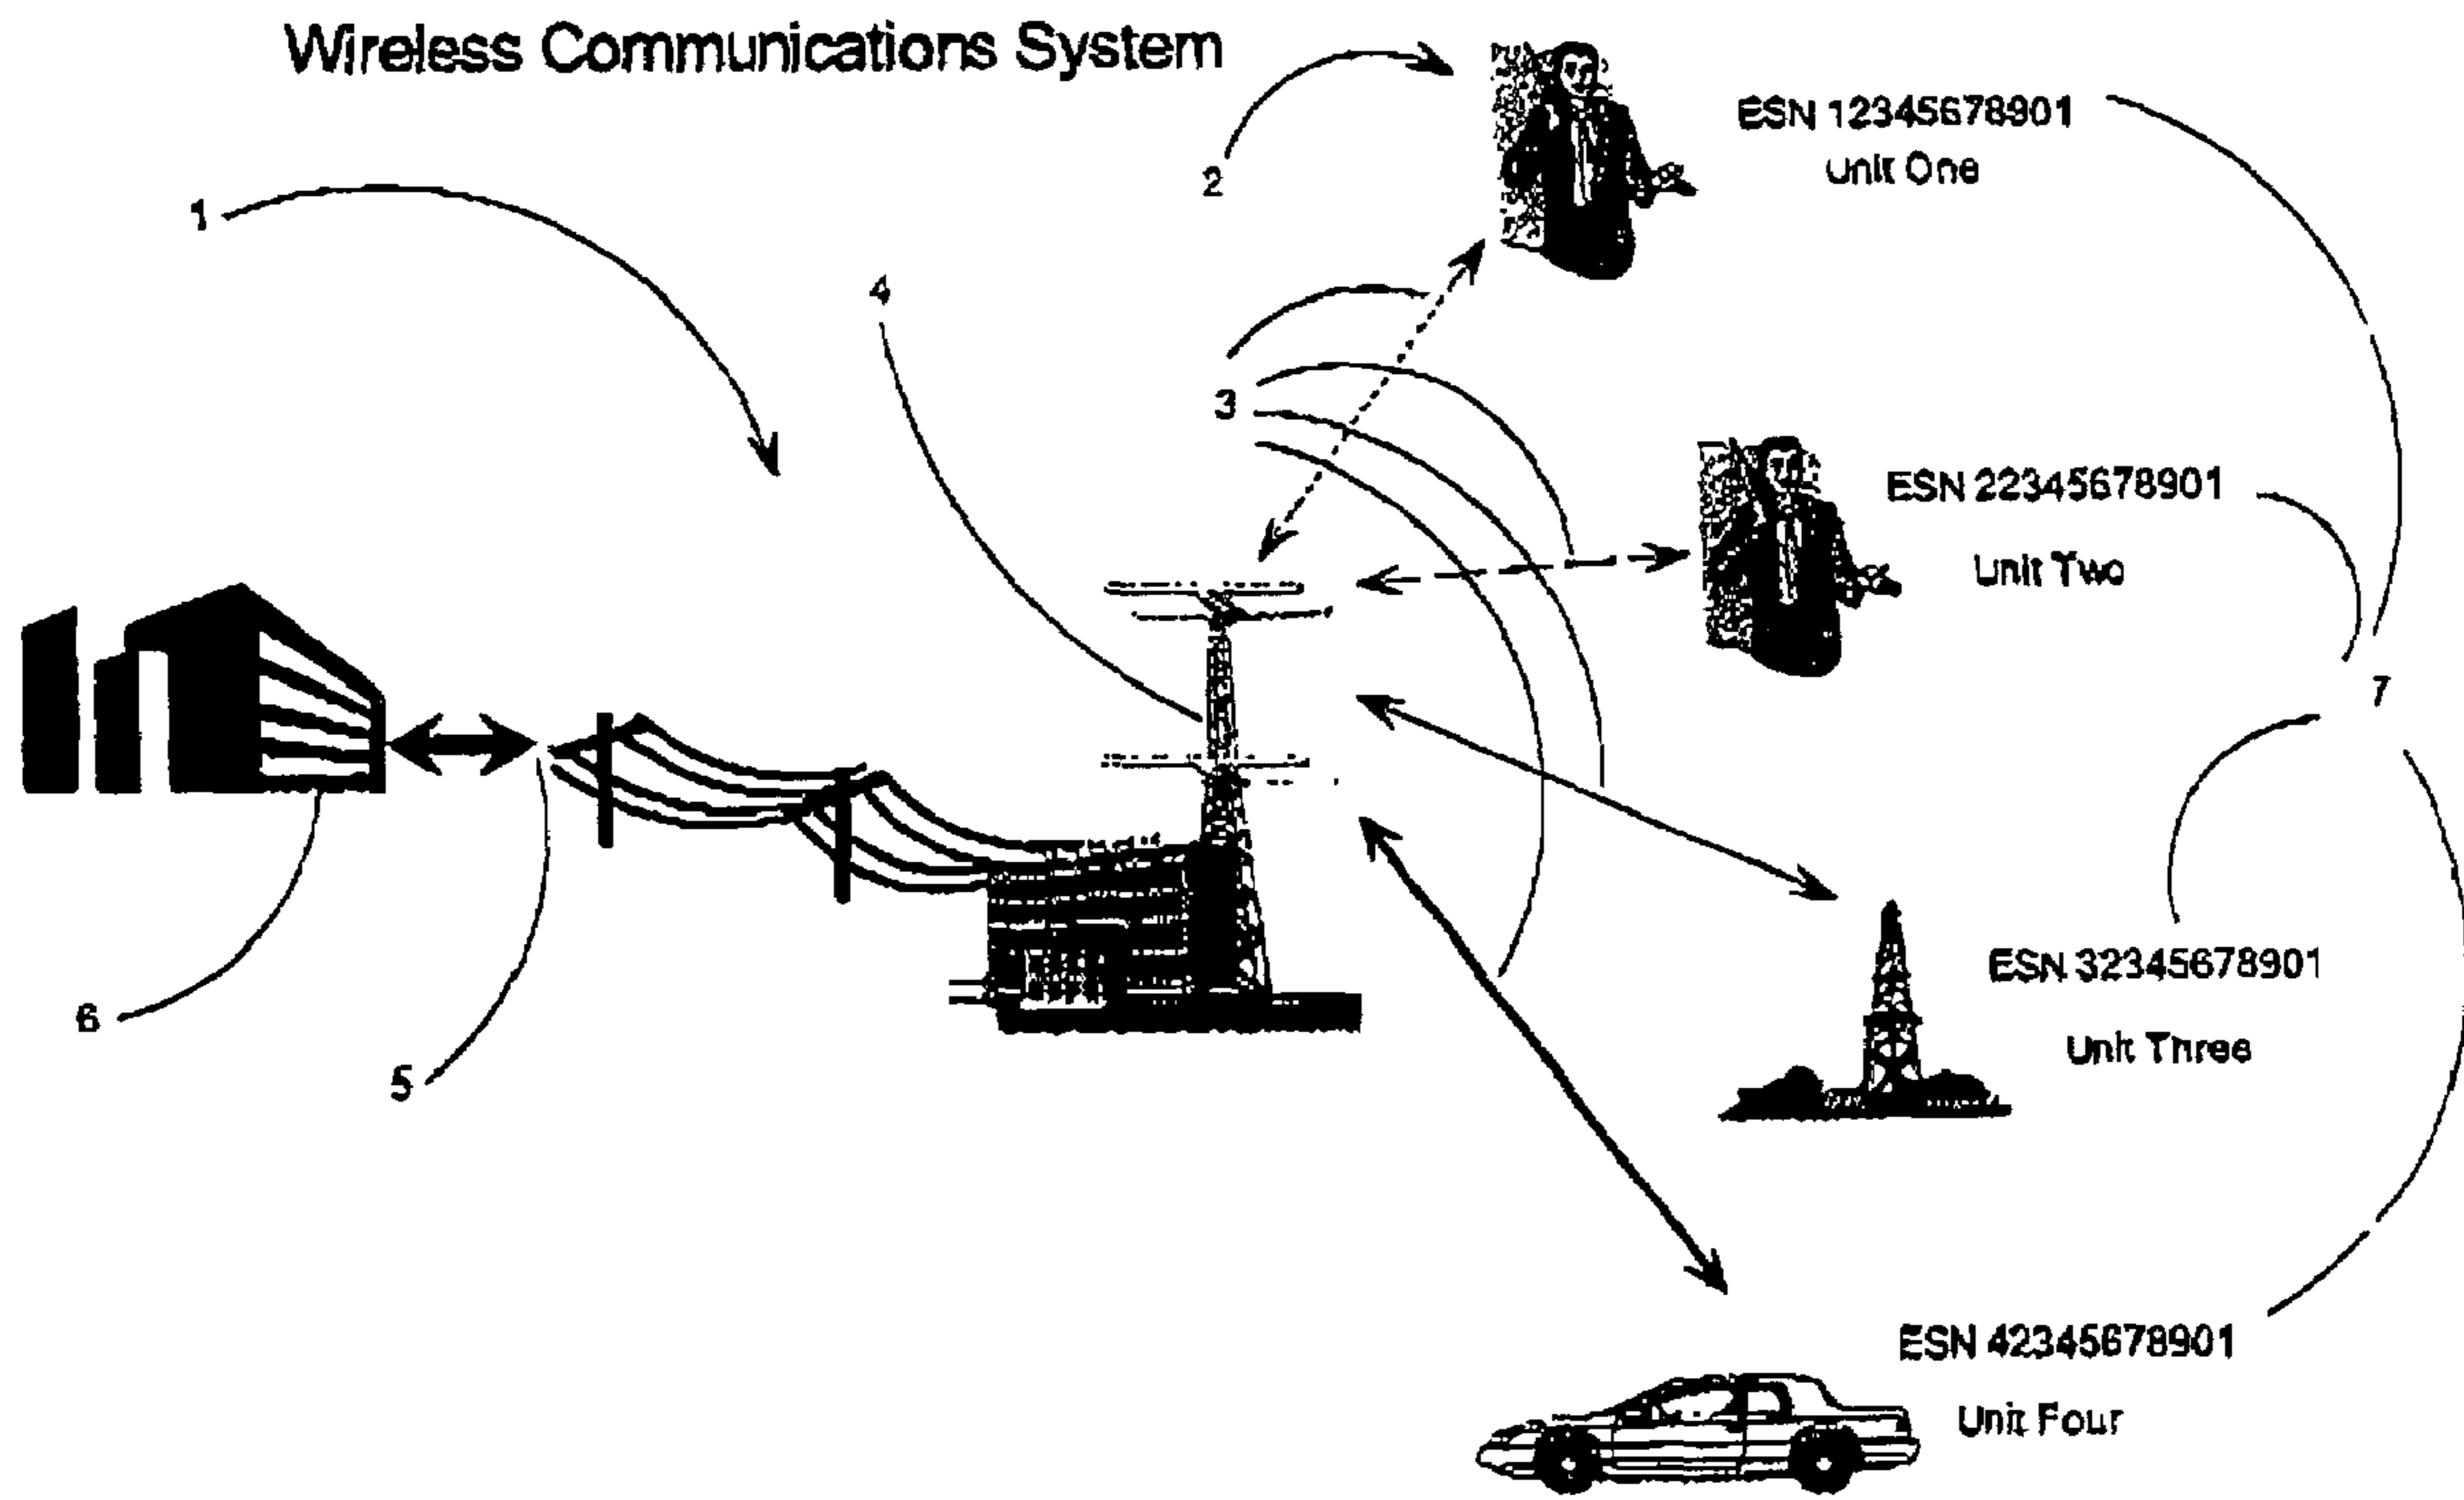 Wireless Communications System
2
ESN 12345678901
Unit One
1
4
3
ESN 22345678901
Unit Two
7
6
5
ESN 32345678901
Unit Three
ESN 42345678901
Unit Four